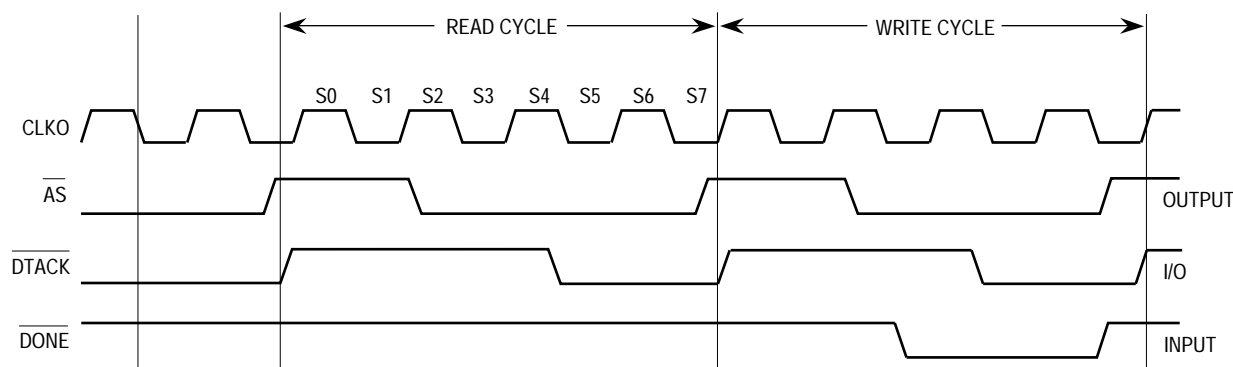 READ CYCLE WRITE CYCLE
S0 S1 S2 S3 S4 S5 S6 S7
CLKO
AS OUTPUT
DTACK I/O
DONE INPUT